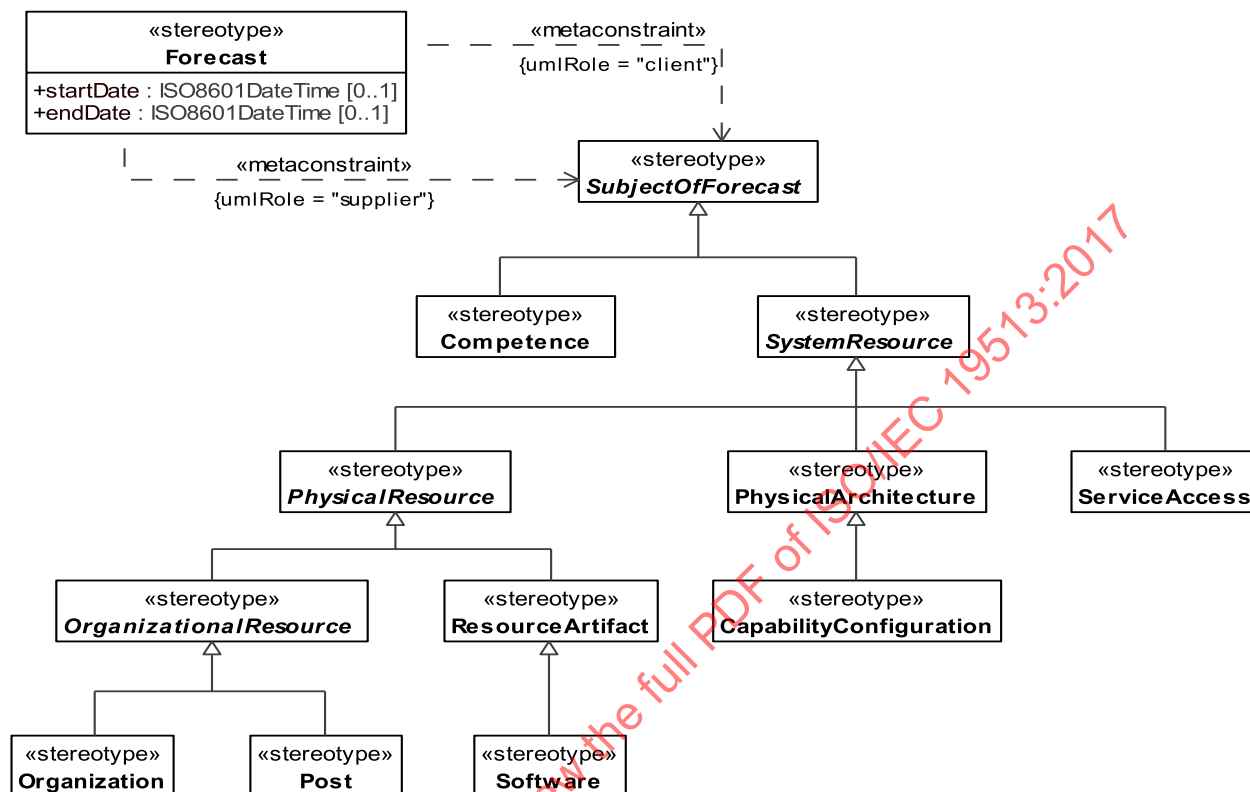 «stereotype»
Forecast
+startDate : ISO8601DateTime [0..1]
+endDate : ISO8601DateTime [0..1]
«metaconstraint»
{umlRole = "client"}
«metaconstraint»
{umlRole = "supplier"}
«stereotype»
SubjectOfForecast
«stereotype»
Competence
«stereotype»
SystemResource
«stereotype»
PhysicalResource
«stereotype»
PhysicalArchitecture
«stereotype»
ServiceAccess
«stereotype»
OrganizationalResource
«stereotype»
ResourceArtifact
«stereotype»
CapabilityConfiguration
«stereotype»
Organization
«stereotype»
Post
«stereotype»
Software
the full PDF of ISO/IEC 19513:2017